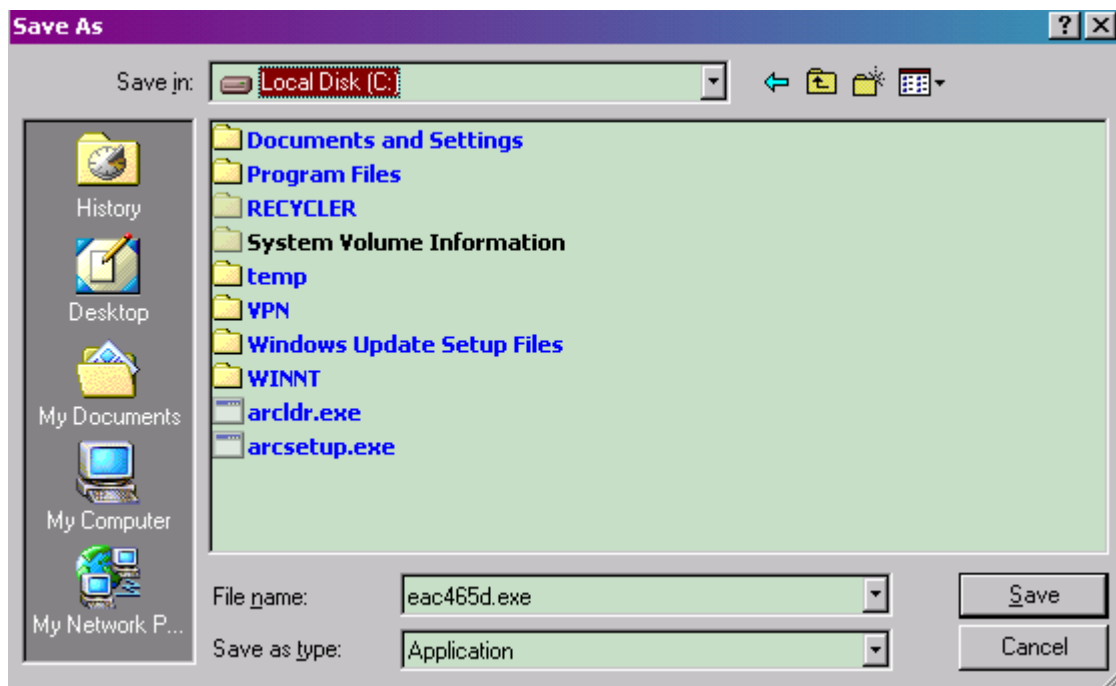 Save As
Save in:
Local Disk (C:)
History
Desktop
My Documents
My Computer
My Network P...
Documents and Settings
Program Files
RECYCLER
System Volume Information
temp
VPN
Windows Update Setup Files
WINNT
arcldr.exe
arcsetup.exe
File name:
eac465d.exe
Save
Save as type:
Application
Cancel